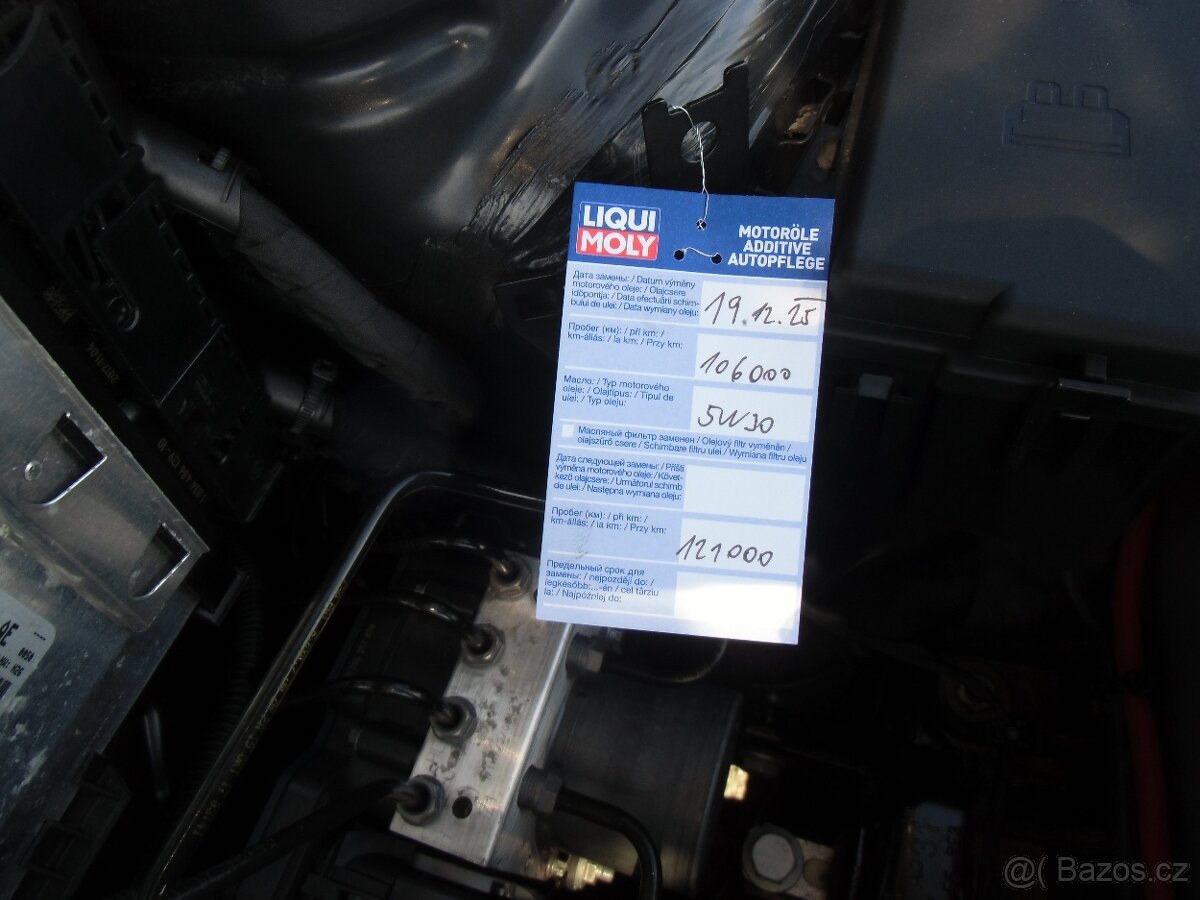 LIQUI
MOLY
MOTORÖLE
ADDITIVE
AUTOPFLEGE
Дата замены: / Datum výměny
motorového oleje: / Olajcsere
időpontja: / Data efectuării schim-
bului de ulei: / Data wymiany oleju:
19.12.25
Пробег (км): / při km: /
km-állás: / la km: / Przy km:
106000
Масло: / Typ motorového
oleje: / Olajtípus: / Tipul de
ulei: / Typ oleju:
5W30
Масляный фильтр заменен / Olejový filtr vyměněn /
olajszűrő csere / Schimbare filtru ulei / Wymiana filtru oleju
Дата следующей замены: / Příští
výměna motorového oleje: / Követ-
kező olajcsere: / Următorul schimb
de ulei: / Następna wymiana oleju:
Пробег (км): / při km: /
km-állás: / la km: / Przy km:
121000
Предельный срок для
замены: / nejpozději do: /
legkésőbb:...-én / cel târziu
la: / Najpóźniej do:
@( Bazos.cz